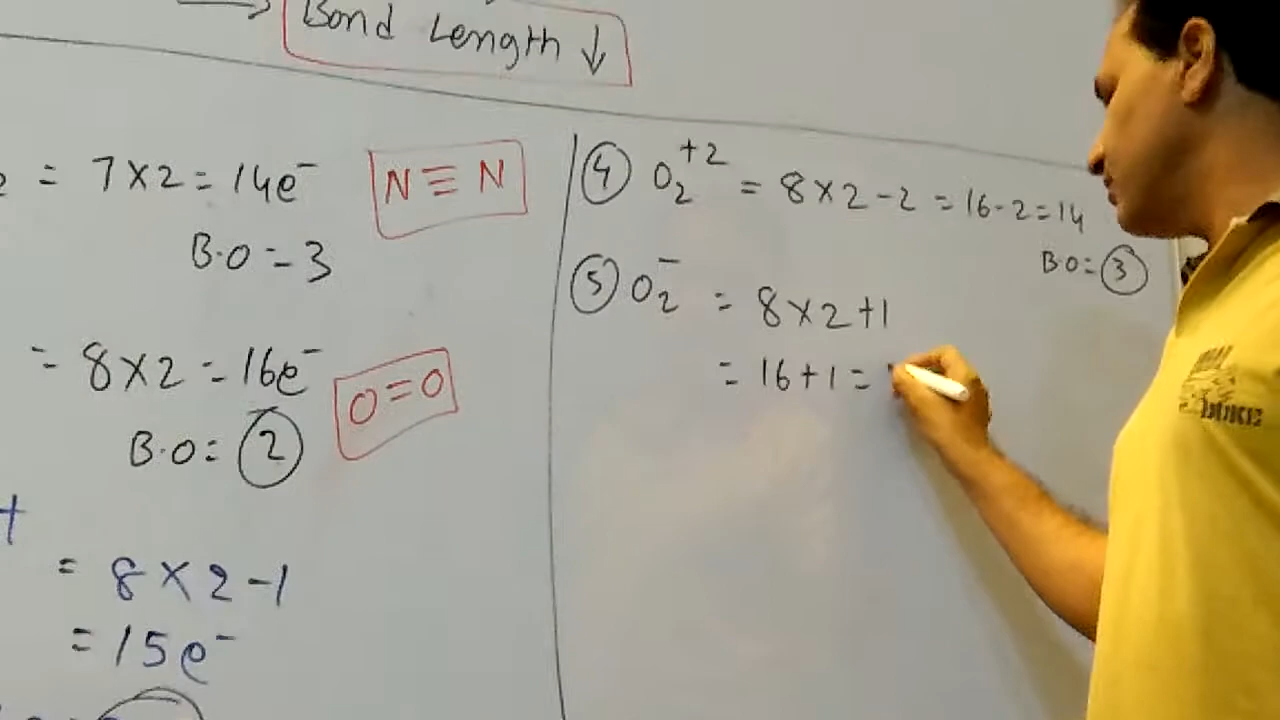 Bond Length ↓
= 7×2 = 14e⁻
N≡N
B.O = 3
= 8×2 = 16e⁻
O=O
B.O = 2
+
= 8×2-1
= 15e⁻
④ O₂⁺² = 8×2-2 = 16-2 = 14
B.O = 3
⑤ O₂⁻ = 8×2+1
= 16+1 =